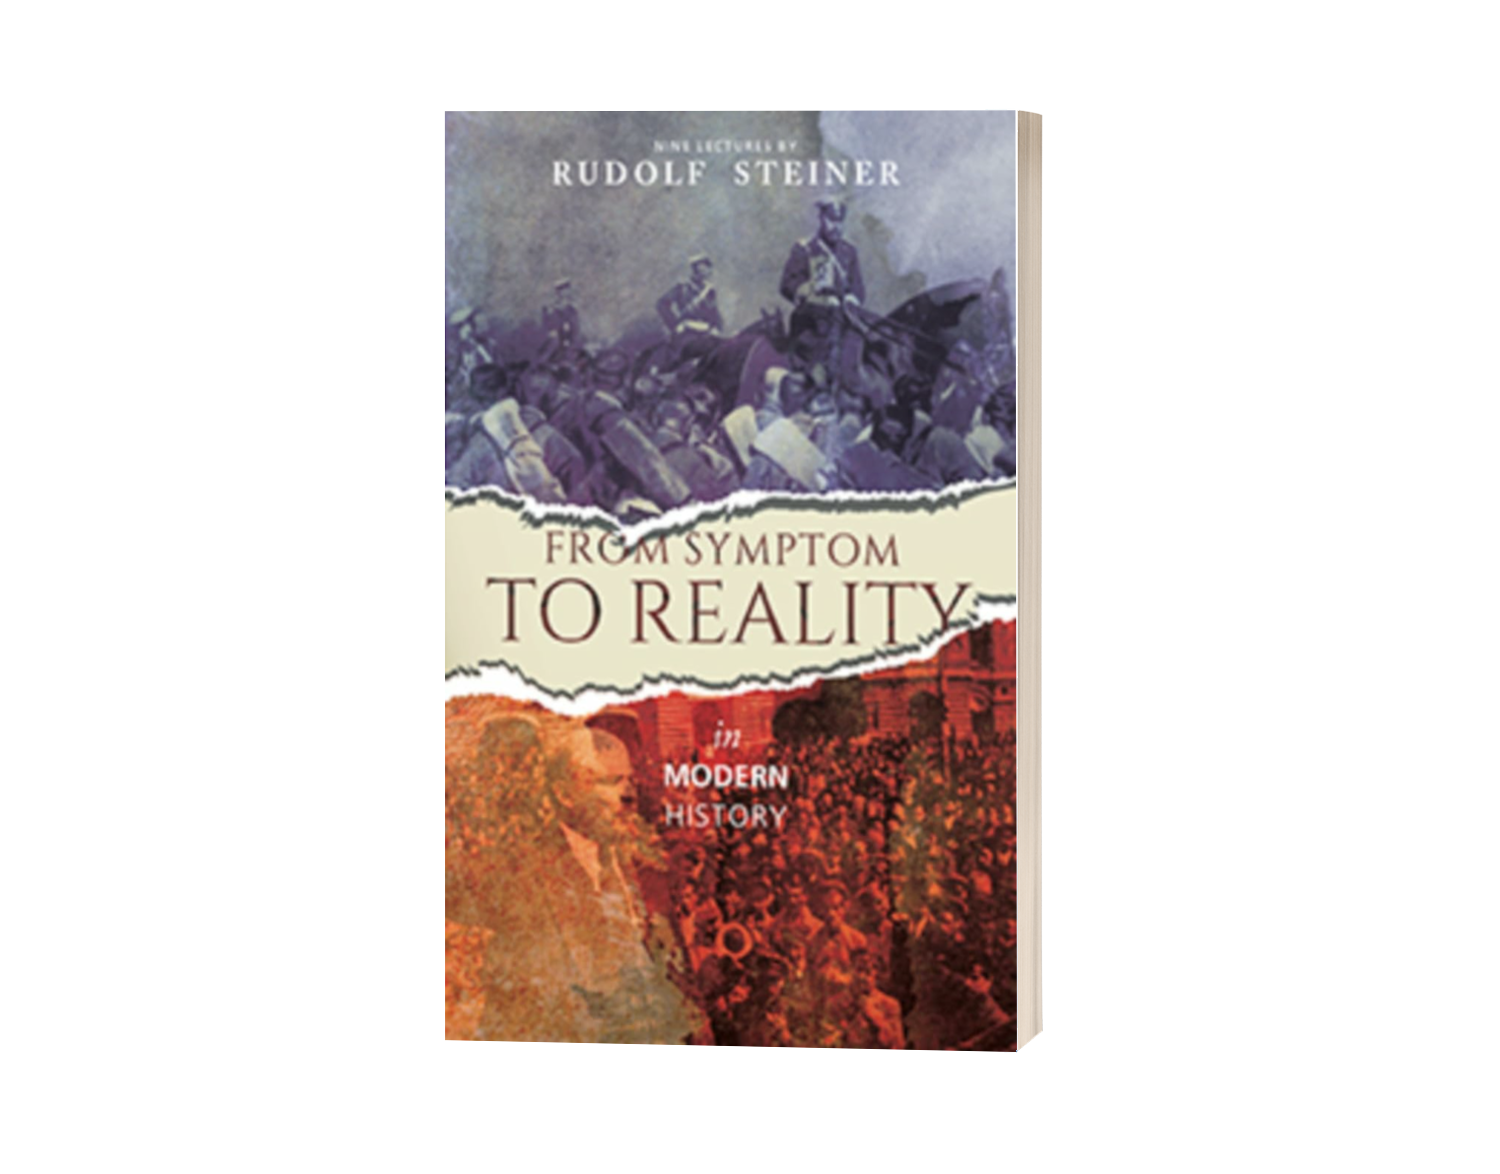 NINE LECTURES BY
RUDOLF STEINER
FROM SYMPTOM
TO REALITY
in
MODERN
HISTORY